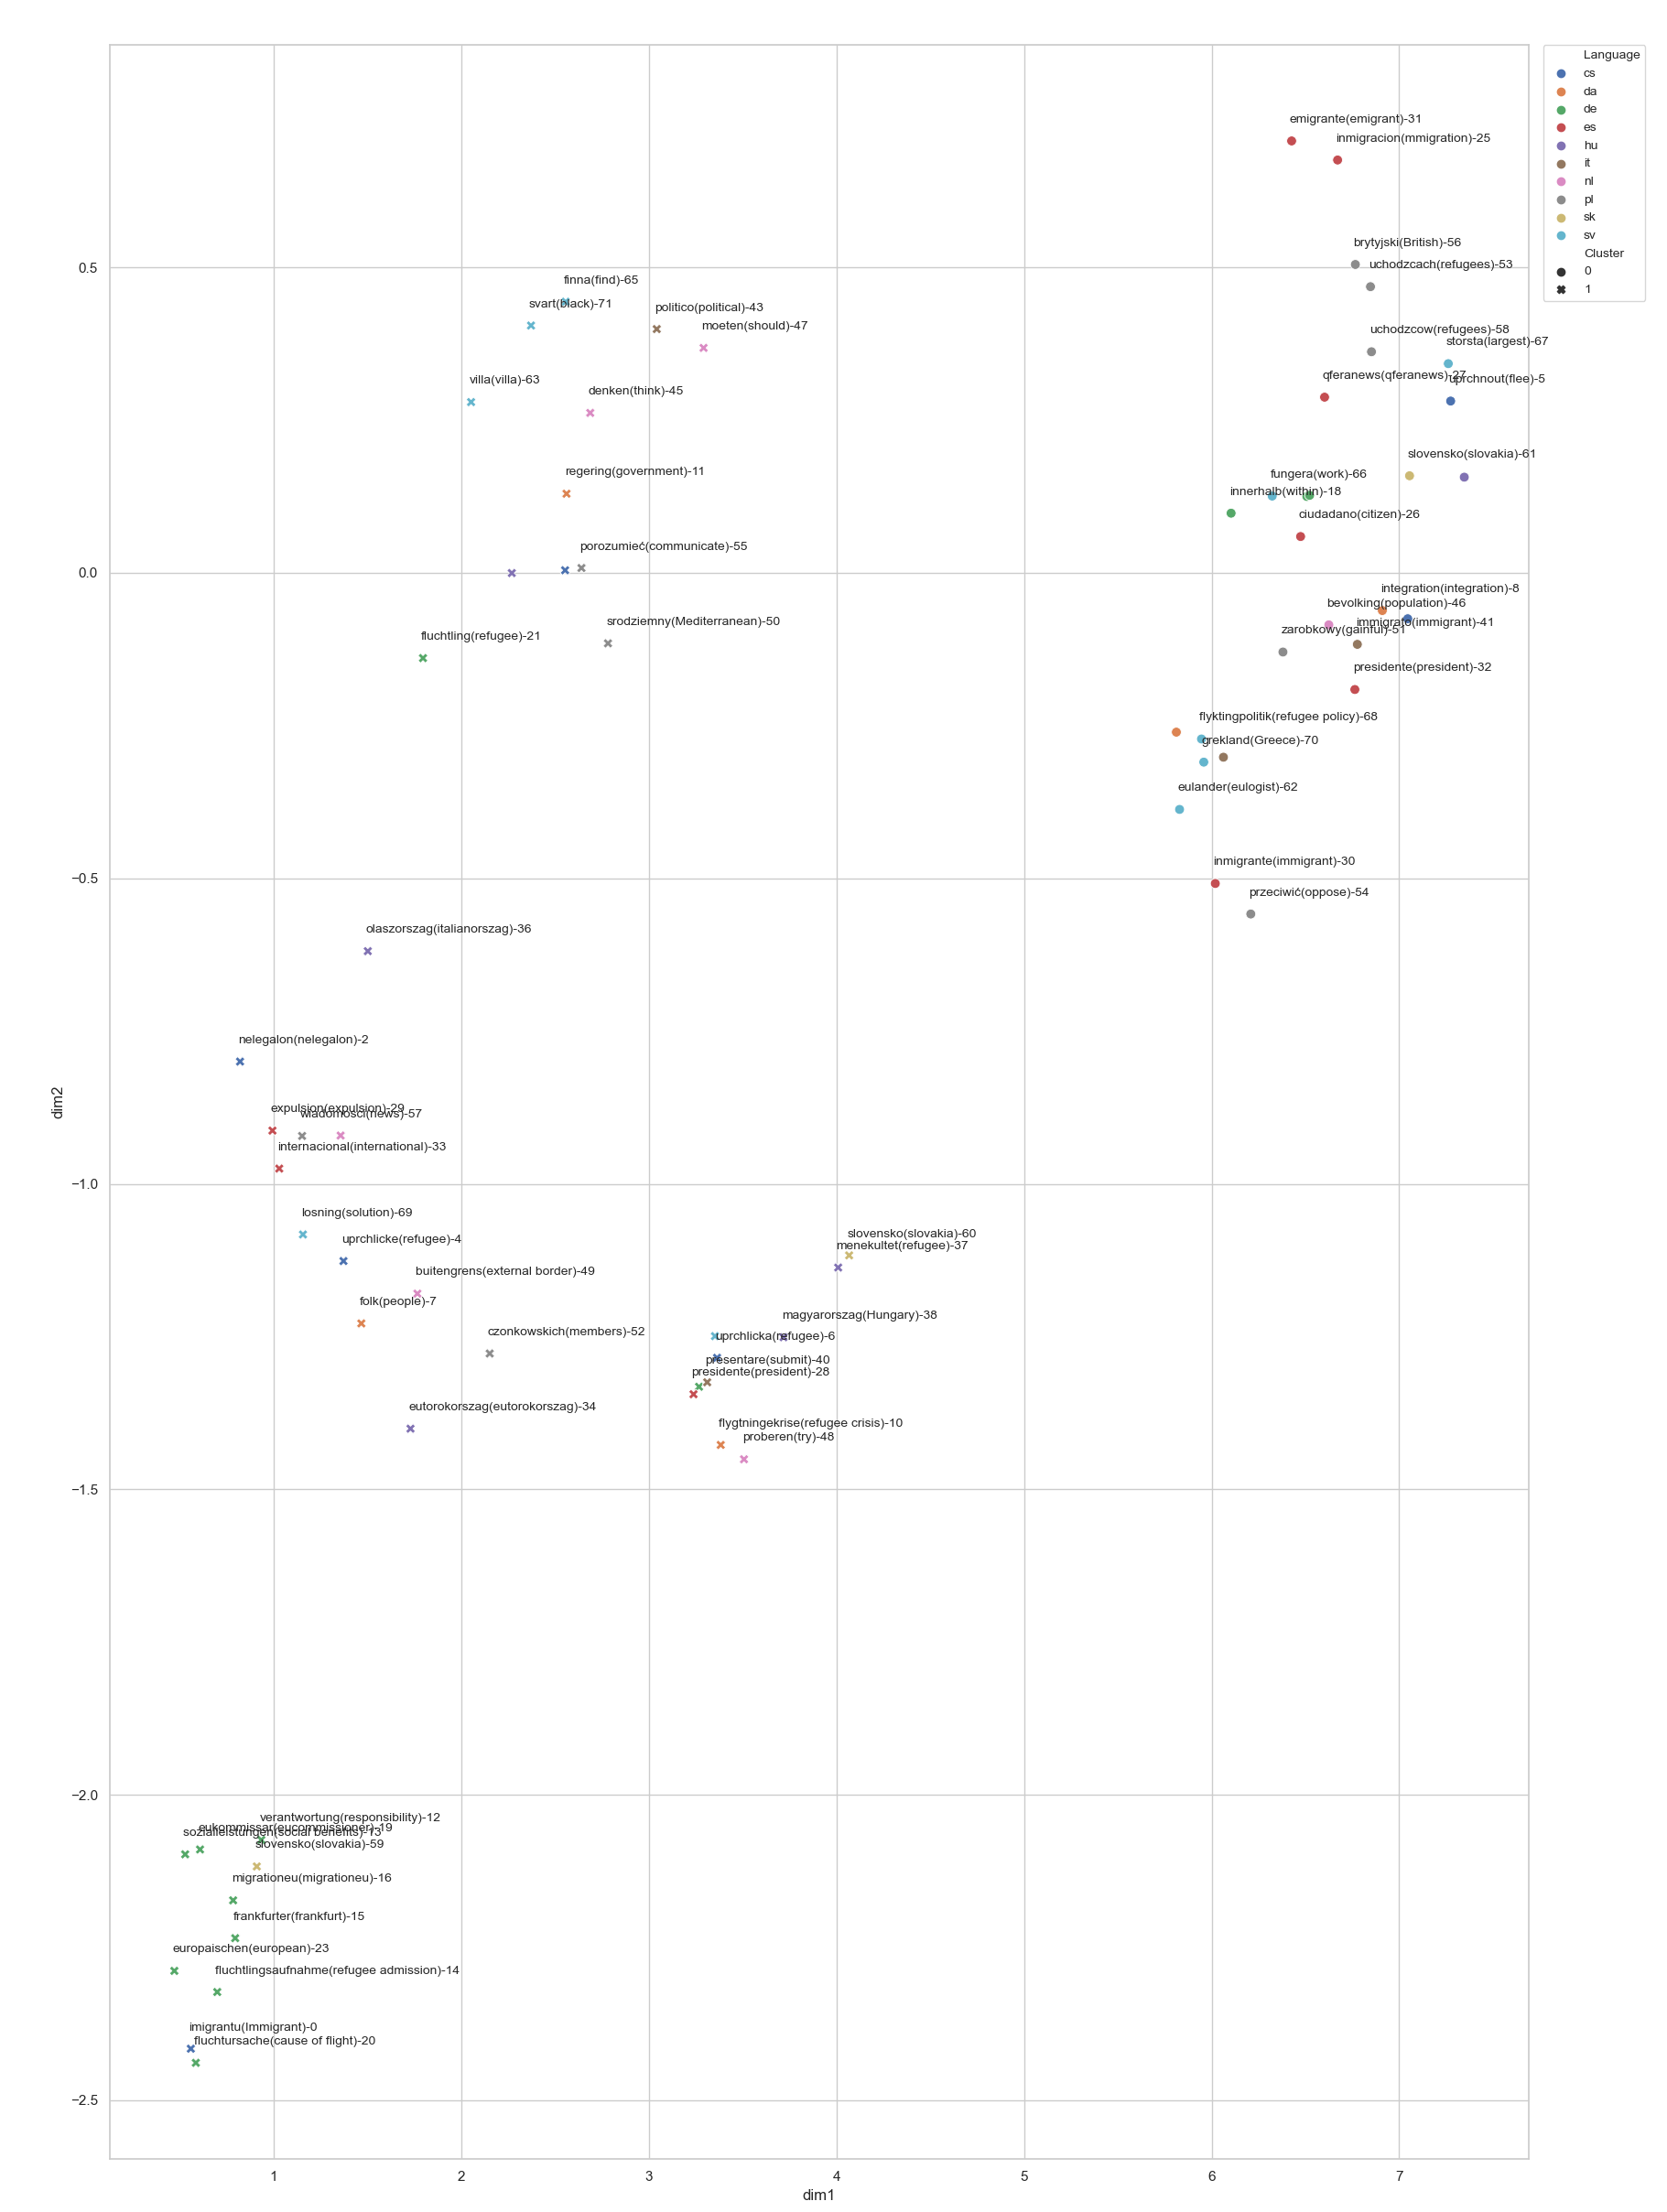 Language
cs
da
de
es
hu
it
nl
pl
sk
sv
Cluster
0
1
emigrante(emigrant)-31
inmigracion(mmigration)-25
brytyjski(British)-56
uchodzcach(refugees)-53
0.5
finna(find)-65
svart(black)-71
politico(political)-43
moeten(should)-47
uchodzcow(refugees)-58
storsta(largest)-67
qferanews(qferanews)-27
uprchnout(flee)-5
villa(villa)-63
denken(think)-45
slovensko(slovakia)-61
regering(government)-11
fungera(work)-66
innerhalb(within)-18
ciudadano(citizen)-26
porozumieć(communicate)-55
0.0
integration(integration)-8
bevolking(population)-46
immigrato(immigrant)-41
zarobkowy(gainful)-51
srodziemny(Mediterranean)-50
fluchtling(refugee)-21
presidente(president)-32
flyktingpolitik(refugee policy)-68
grekland(Greece)-70
eulander(eulogist)-62
inmigrante(immigrant)-30
−0.5
przeciwić(oppose)-54
olaszorszag(italianorszag)-36
nelegalon(nelegalon)-2
dim2
expulsion(expulsion)-29
wiadomosci(news)-57
internacional(international)-33
−1.0
losning(solution)-69
uprchlicke(refugee)-4
slovensko(slovakia)-60
menekultet(refugee)-37
buitengrens(external border)-49
folk(people)-7
magyarorszag(Hungary)-38
czonkowskich(members)-52
uprchlicka(refugee)-6
presentare(submit)-40
presidente(president)-28
eutorokorszag(eutorokorszag)-34
flygtningekrise(refugee crisis)-10
proberen(try)-48
−1.5
−2.0
verantwortung(responsibility)-12
eukommissar(eucommissioner)-19
sozialleistungen(social benefits)-13
slovensko(slovakia)-59
migrationeu(migrationeu)-16
frankfurter(frankfurt)-15
europaischen(european)-23
fluchtlingsaufnahme(refugee admission)-14
imigrantu(Immigrant)-0
fluchtursache(cause of flight)-20
−2.5
1 2 3 4 5 6 7
dim1